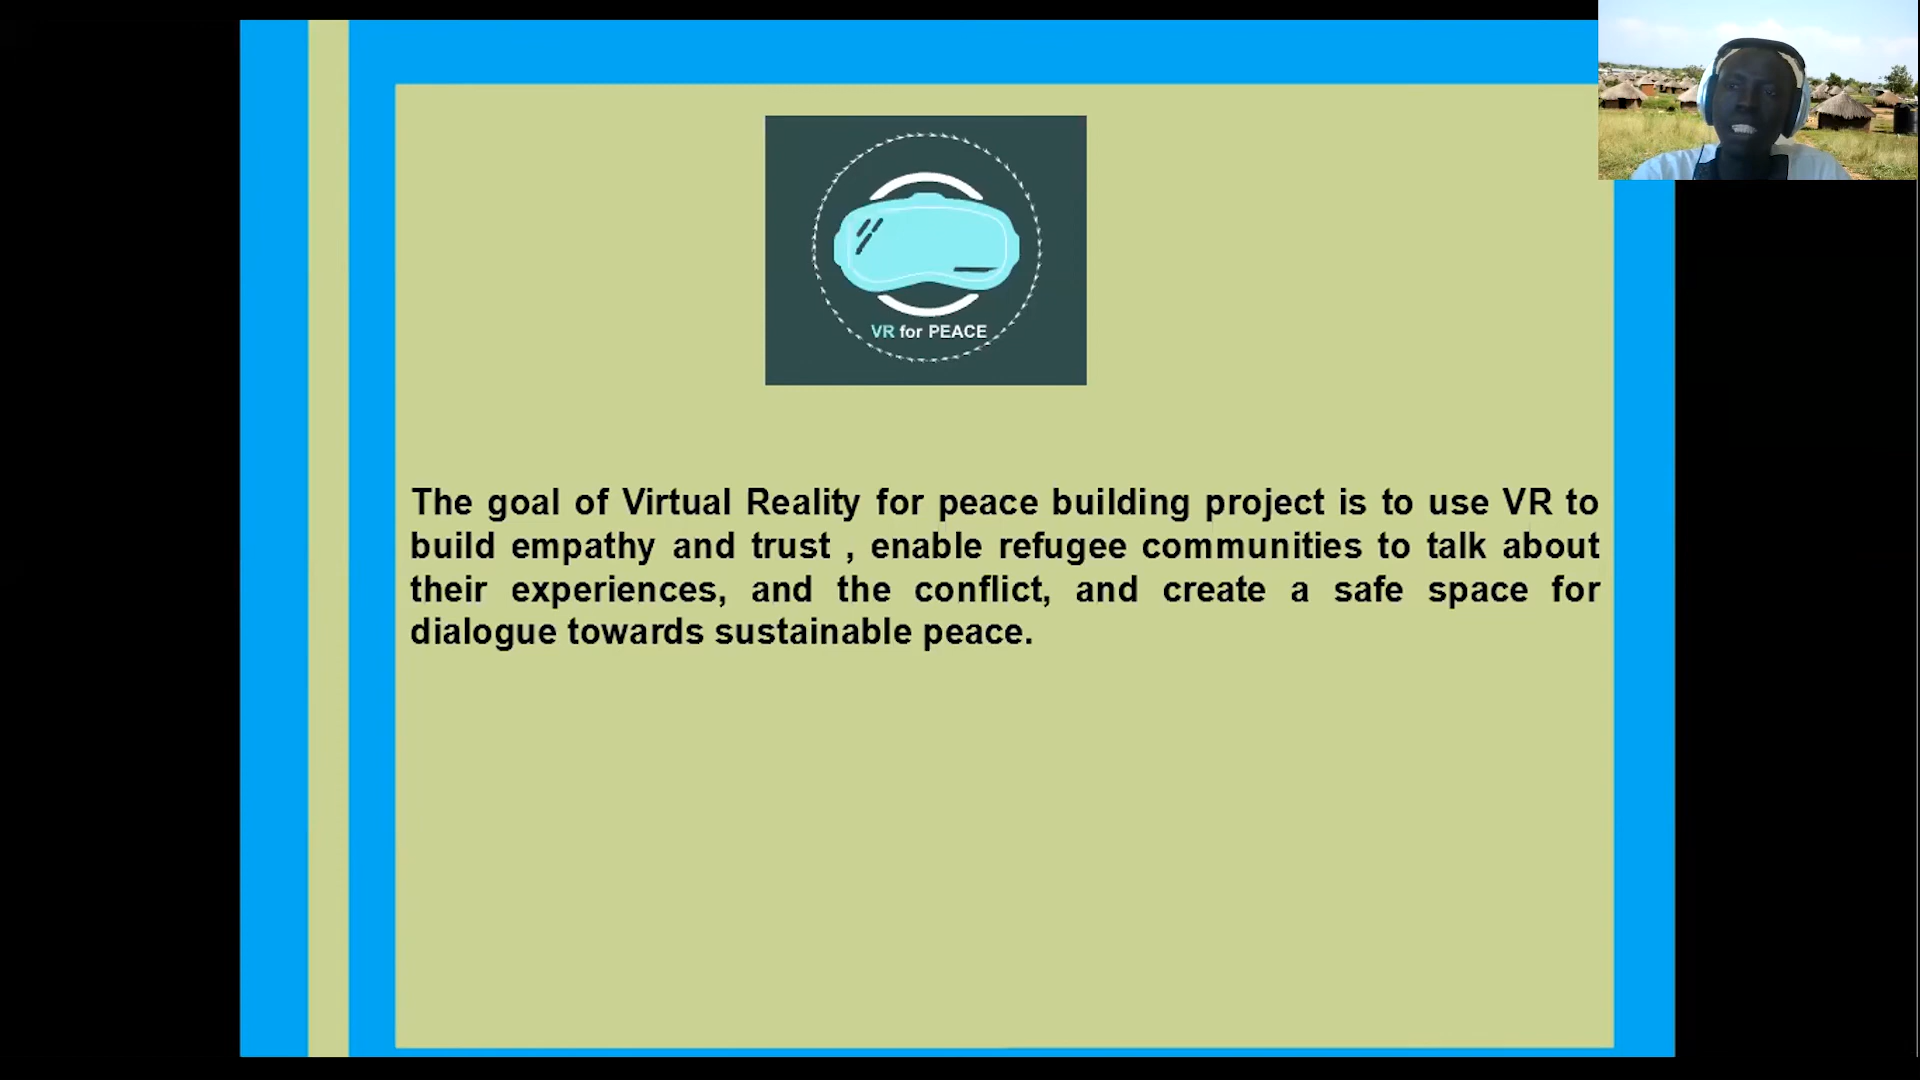 VR for PEACE
The goal of Virtual Reality for peace building project is to use VR to
build empathy and trust , enable refugee communities to talk about
their experiences, and the conflict, and create a safe space for
dialogue towards sustainable peace.